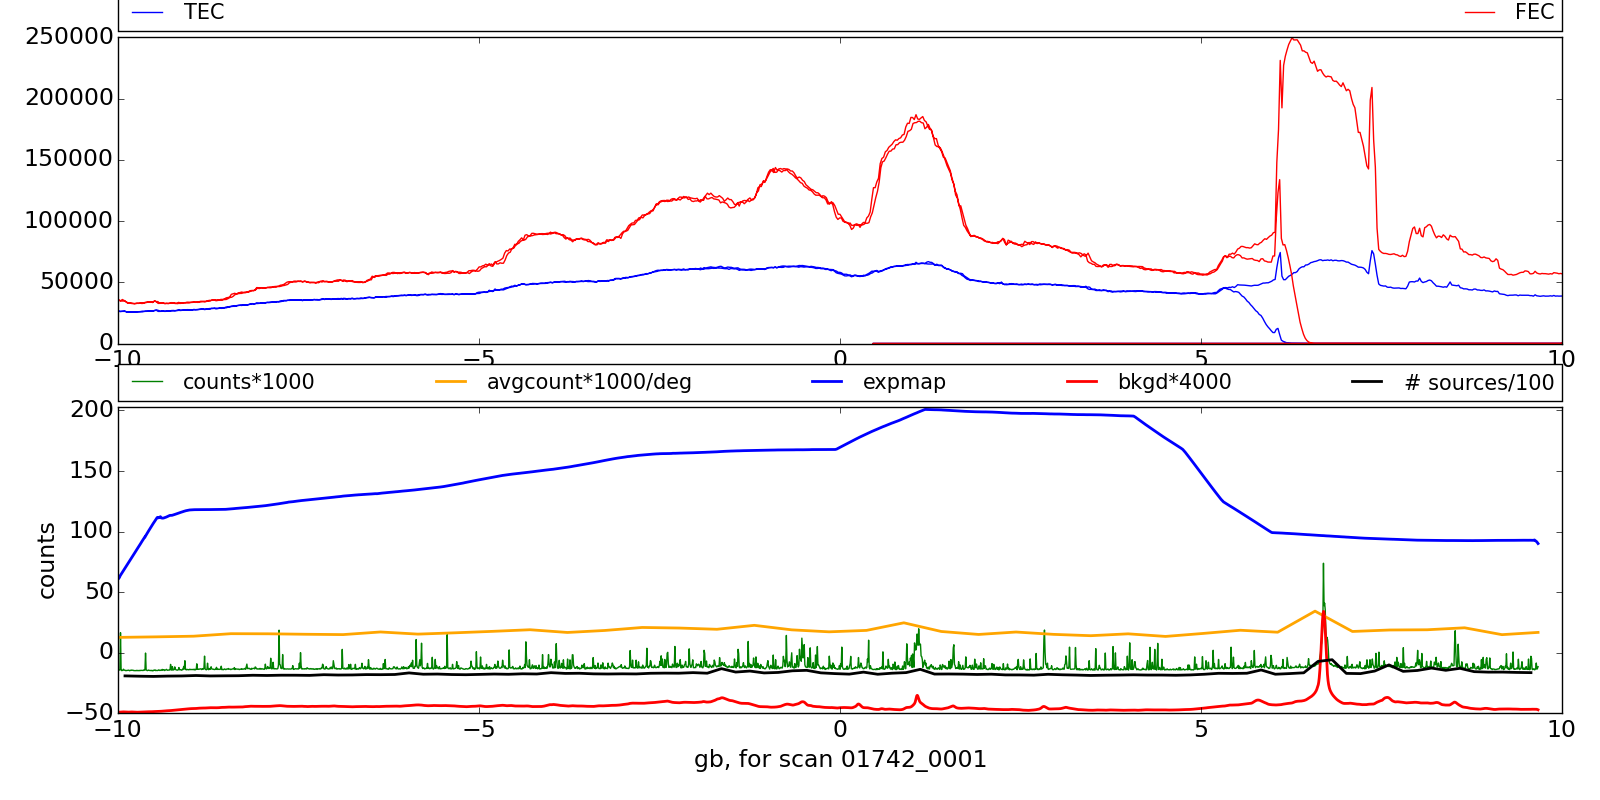 TEC FEC
250000
200000
150000
100000
50000
0
−10 −5 0 5 10
counts*1000 avgcount*1000/deg expmap bkgd*4000 # sources/100
200
150
100
50
0
−50
counts
−10 −5 0 5 10
gb, for scan 01742_0001